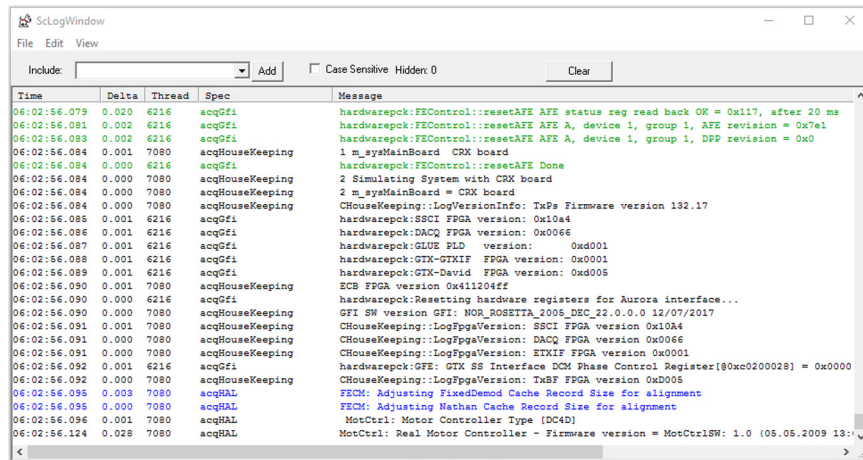 ScLogWindow
File Edit View
Include: Add Case Sensitive Hidden: 0 Clear
Time Delta Thread Spec Message
06:02:56.079 0.020 6216 acqGfi hardwarepck:FEControl::resetAFE AFE status reg read back OK = 0x117, after 20 ms
06:02:56.081 0.002 6216 acqGfi hardwarepck:FEControl::resetAFE AFE A, device 1, group 1, AFE revision = 0x7e1
06:02:56.083 0.002 6216 acqGfi hardwarepck:FEControl::resetAFE AFE A, device 1, group 1, DPP revision = 0x0
06:02:56.084 0.001 7080 acqHouseKeeping 1 m_sysMainBoard CRX board
06:02:56.084 0.000 6216 acqGfi hardwarepck:FEControl::resetAFE Done
06:02:56.084 0.000 7080 acqHouseKeeping 2 Simulating System with CRX board
06:02:56.084 0.000 7080 acqHouseKeeping 2 m_sysMainBoard = CRX board
06:02:56.084 0.000 7080 acqHouseKeeping CHouseKeeping::LogVersionInfo: TxPs Firmware version 132.17
06:02:56.085 0.001 6216 acqGfi hardwarepck:SSCI FPGA version: 0x10a4
06:02:56.086 0.001 6216 acqGfi hardwarepck:DACQ FPGA version: 0x0066
06:02:56.087 0.001 6216 acqGfi hardwarepck:GLUE PLD version: 0xd001
06:02:56.088 0.001 6216 acqGfi hardwarepck:GTX-GTXIF FPGA version: 0x0001
06:02:56.089 0.001 6216 acqGfi hardwarepck:GTX-David FPGA version: 0xd005
06:02:56.090 0.001 7080 acqHouseKeeping ECB FPGA version 0x411204ff
06:02:56.090 0.000 6216 acqGfi hardwarepck:Resetting hardware registers for Aurora interface...
06:02:56.090 0.000 7080 acqHouseKeeping GFI SW version GFI: NOR_ROSETTA_2005_DEC_22.0.0.0 12/07/2017
06:02:56.091 0.001 7080 acqHouseKeeping CHouseKeeping::LogFpgaVersion: SSCI FPGA version 0x10A4
06:02:56.091 0.000 7080 acqHouseKeeping CHouseKeeping::LogFpgaVersion: DACQ FPGA version 0x0066
06:02:56.091 0.000 7080 acqHouseKeeping CHouseKeeping::LogFpgaVersion: ETXIF FPGA version 0x0001
06:02:56.092 0.001 6216 acqGfi hardwarepck:GFE: GTX SS Interface DCM Phase Control Register[@0xc0200028] = 0x0000
06:02:56.092 0.000 7080 acqHouseKeeping CHouseKeeping::LogFpgaVersion: TxBF FPGA version 0xD005
06:02:56.095 0.003 7080 acqHAL FECM: Adjusting FixedDemod Cache Record Size for alignment
06:02:56.095 0.000 7080 acqHAL FECM: Adjusting Nathan Cache Record Size for alignment
06:02:56.096 0.001 7080 acqHAL MotCtrl: Motor Controller Type [DC4D]
06:02:56.124 0.028 7080 acqHAL MotCtrl: Real Motor Controller - Firmware version = MotCtrlSW: 1.0 (05.05.2009 13: